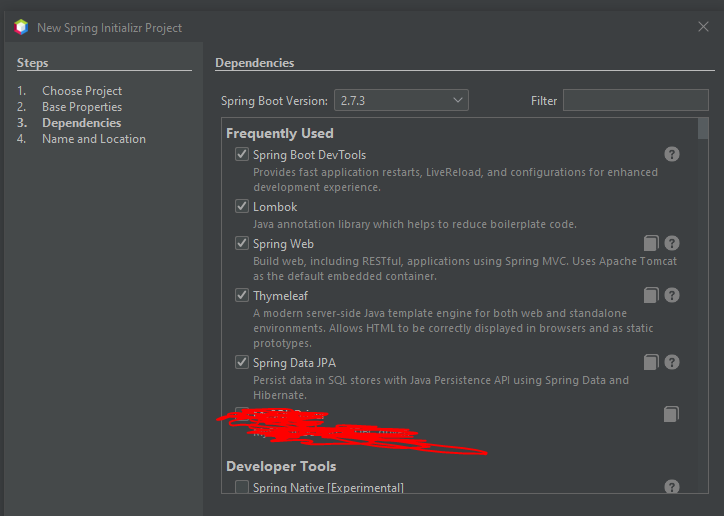 New Spring Initializr Project
Steps
1. Choose Project
2. Base Properties
3. Dependencies
4. Name and Location
Dependencies
Spring Boot Version: 2.7.3
Filter
Frequently Used
Spring Boot DevTools
Provides fast application restarts, LiveReload, and configurations for enhanced
development experience.
Lombok
Java annotation library which helps to reduce boilerplate code.
Spring Web
Build web, including RESTful, applications using Spring MVC. Uses Apache Tomcat
as the default embedded container.
Thymeleaf
A modern server-side Java template engine for both web and standalone
environments. Allows HTML to be correctly displayed in browsers and as static
prototypes.
Spring Data JPA
Persist data in SQL stores with Java Persistence API using Spring Data and
Hibernate.
Developer Tools
Spring Native [Experimental]